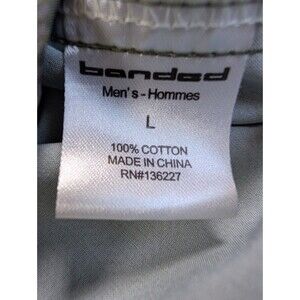 banded
Men's - Hommes
L
100% COTTON
MADE IN CHINA
RN#136227